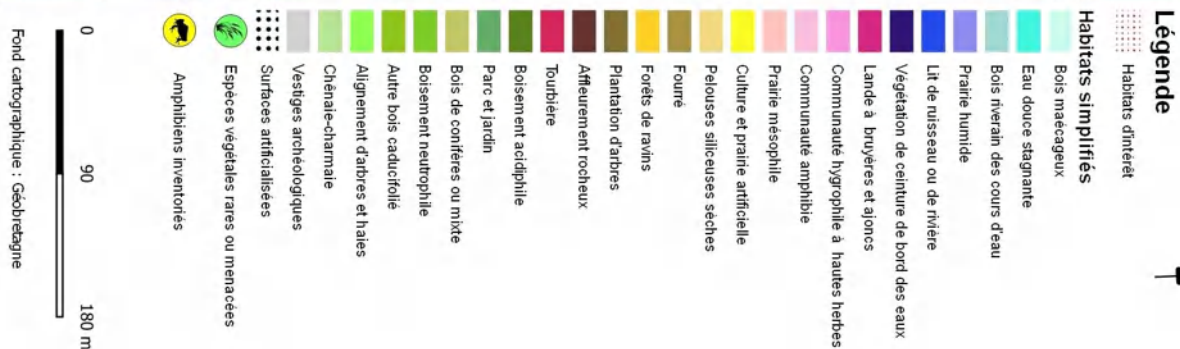 Légende
Habitats d'intérêt
Habitats simplifiés
Bois maécageux
Eau douce stagnante
Bois riverain des cours d'eau
Prairie humide
Lit de ruisseau ou de rivière
Végétation de ceinture de bord des eaux
Lande à bruyères et ajoncs
Communauté hygrophile à hautes herbes
Communauté amphibie
Prairie mésophile
Culture et prairie artificielle
Pelouses siliceuses sèches
Fourré
Forêts de ravins
Plantation d'arbres
Affleurement rocheux
Tourbière
Boisement acidiphile
Parc et jardin
Bois de conifères ou mixte
Boisement neutrophile
Autre bois caducifolié
Alignement d'arbres et haies
Chênaie-charmaie
Vestiges archéologiques
Surfaces artificialisées
Espèces végétales rares ou menacées
Amphibiens inventoriés
0 90 180 m
Fond cartographique : Géobretagne